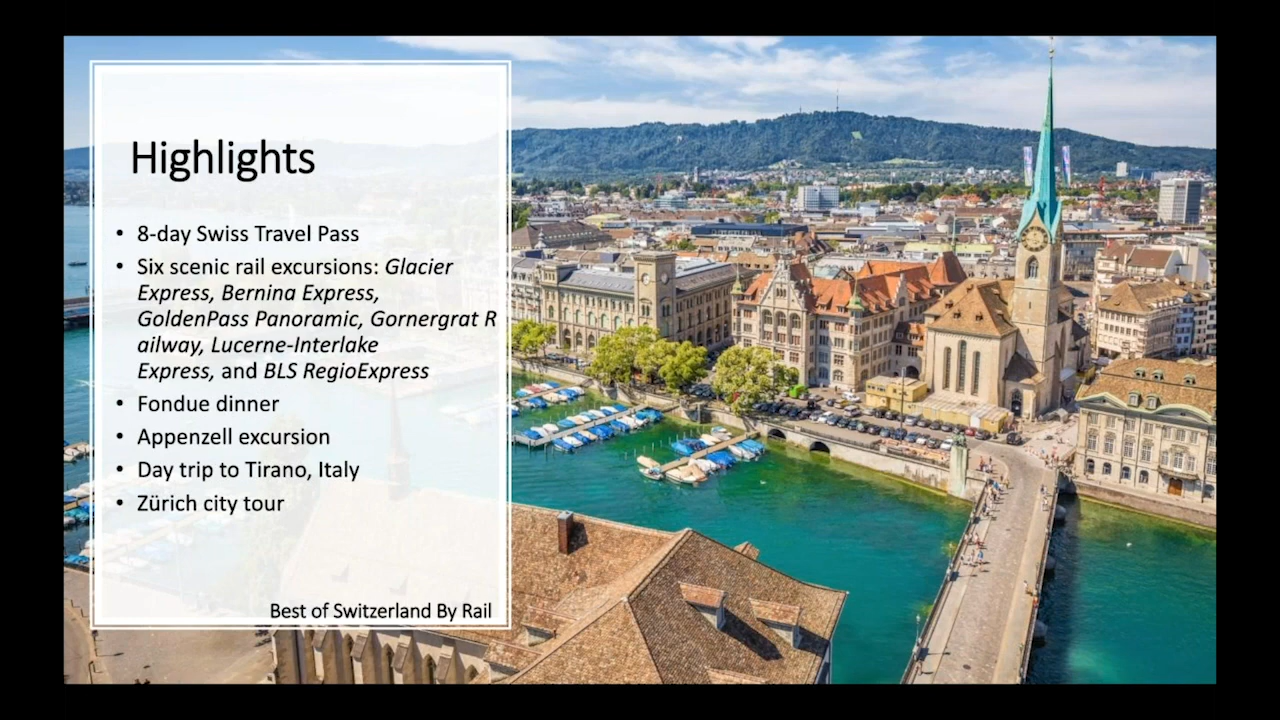 Highlights
• 8-day Swiss Travel Pass
• Six scenic rail excursions: Glacier
Express, Bernina Express,
GoldenPass Panoramic, Gornergrat R
ailway, Lucerne-Interlake
Express, and BLS RegioExpress
• Fondue dinner
• Appenzell excursion
• Day trip to Tirano, Italy
• Zürich city tour
Best of Switzerland By Rail